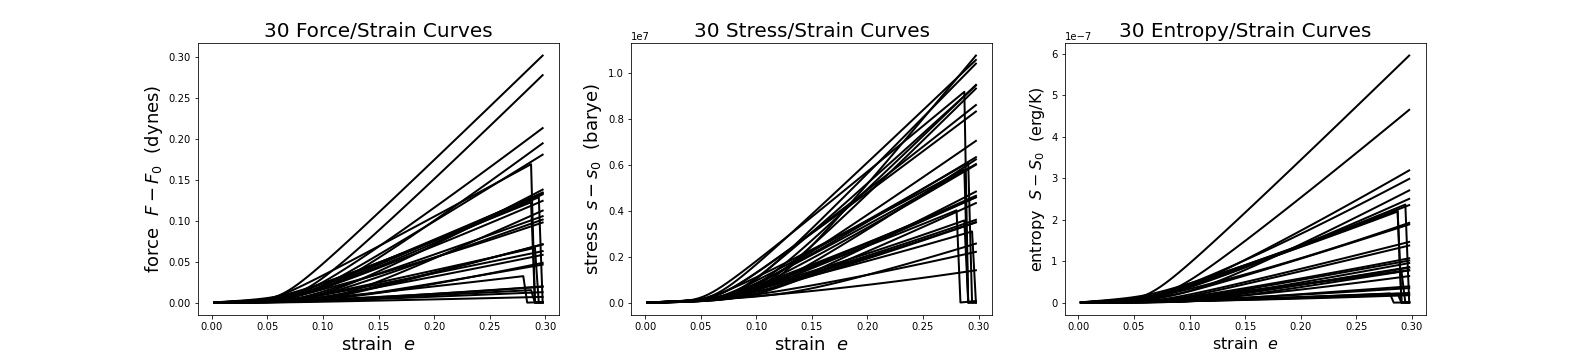 30 Force/Strain Curves
force F − F₀ (dynes)
0.30
0.25
0.20
0.15
0.10
0.05
0.00
0.00 0.05 0.10 0.15 0.20 0.25 0.30
strain e
30 Stress/Strain Curves
1e7
stress s − s₀ (barye)
1.0
0.8
0.6
0.4
0.2
0.0
0.00 0.05 0.10 0.15 0.20 0.25 0.30
strain e
30 Entropy/Strain Curves
1e−7
entropy S − S₀ (erg/K)
6
5
4
3
2
1
0
0.00 0.05 0.10 0.15 0.20 0.25 0.30
strain e